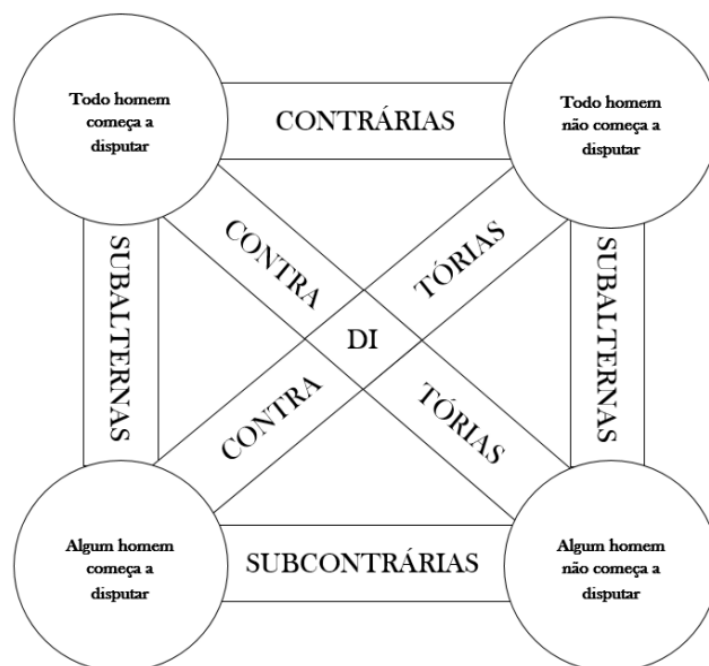 Todo homem
começa a
disputar
CONTRÁRIAS
Todo homem
não começa a
disputar
SUBALTERNAS
CONTRA
TÓRIAS
SUBALTERNAS
DI
CONTRA
TÓRIAS
Algum homem
começa a
disputar
SUBCONTRÁRIAS
Algum homem
não começa a
disputar